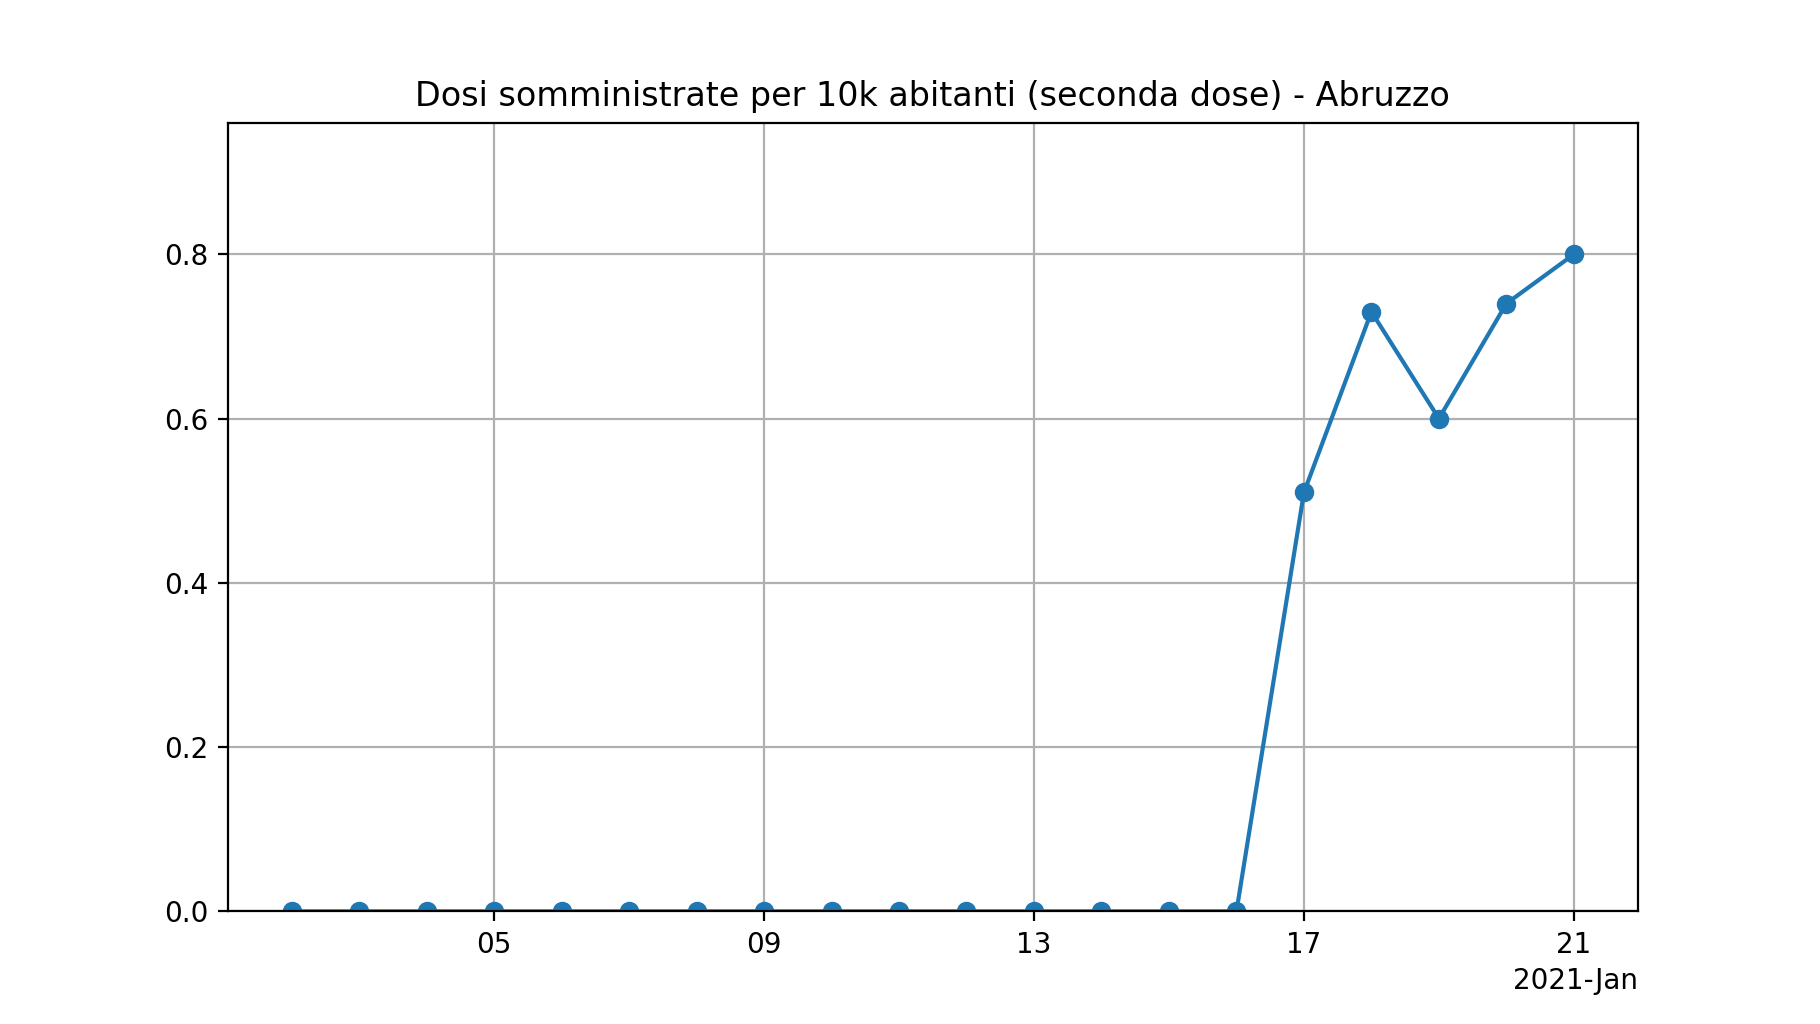 Dosi somministrate per 10k abitanti (seconda dose) - Abruzzo
0.8
0.6
0.4
0.2
0.0
05 09 13 17 21
2021-Jan